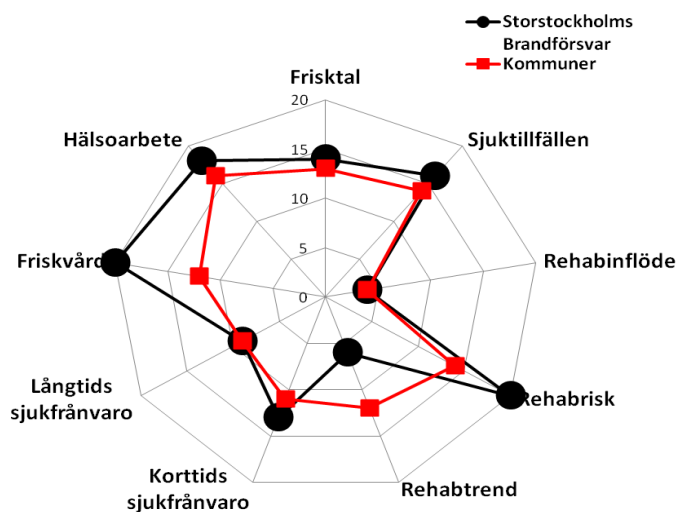 Storstockholms
Brandförsvar
Kommuner
Frisktal
20
Hälsoarbete
Sjuktillfällen
15
10
Friskvård
5
Rehabinflöde
0
Långtids
sjukfrånvaro
Rehabrisk
Korttids
sjukfrånvaro
Rehabtrend